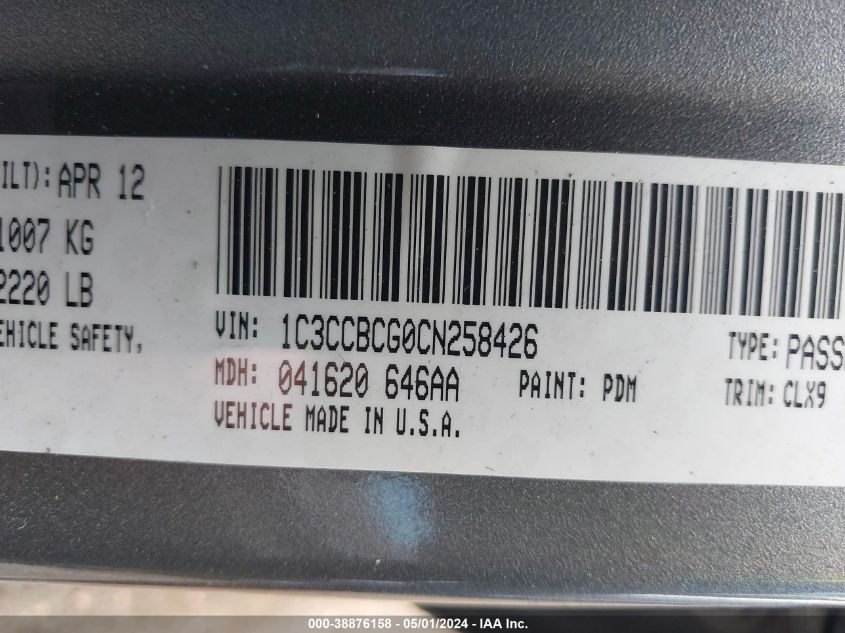 ILT): APR 12
1007 KG
2220 LB
EHICLE SAFETY,
VIN: 1C3CCBCG0CN258426
TYPE: PASS
MDH: 041620 646AA PAINT: PDM
TRIM: CLX9
VEHICLE MADE IN U.S.A.
000-38876158 - 05/01/2024 - IAA Inc.